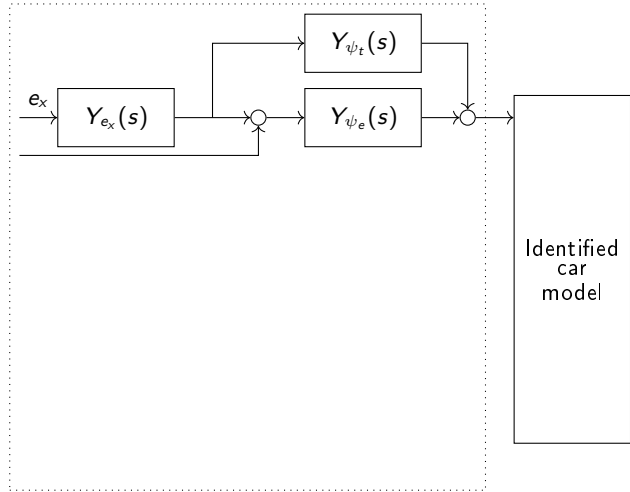 Y_{ψ_t}(s)
e_x
Y_{e_x}(s)
Y_{ψ_e}(s)
Identified
car
model